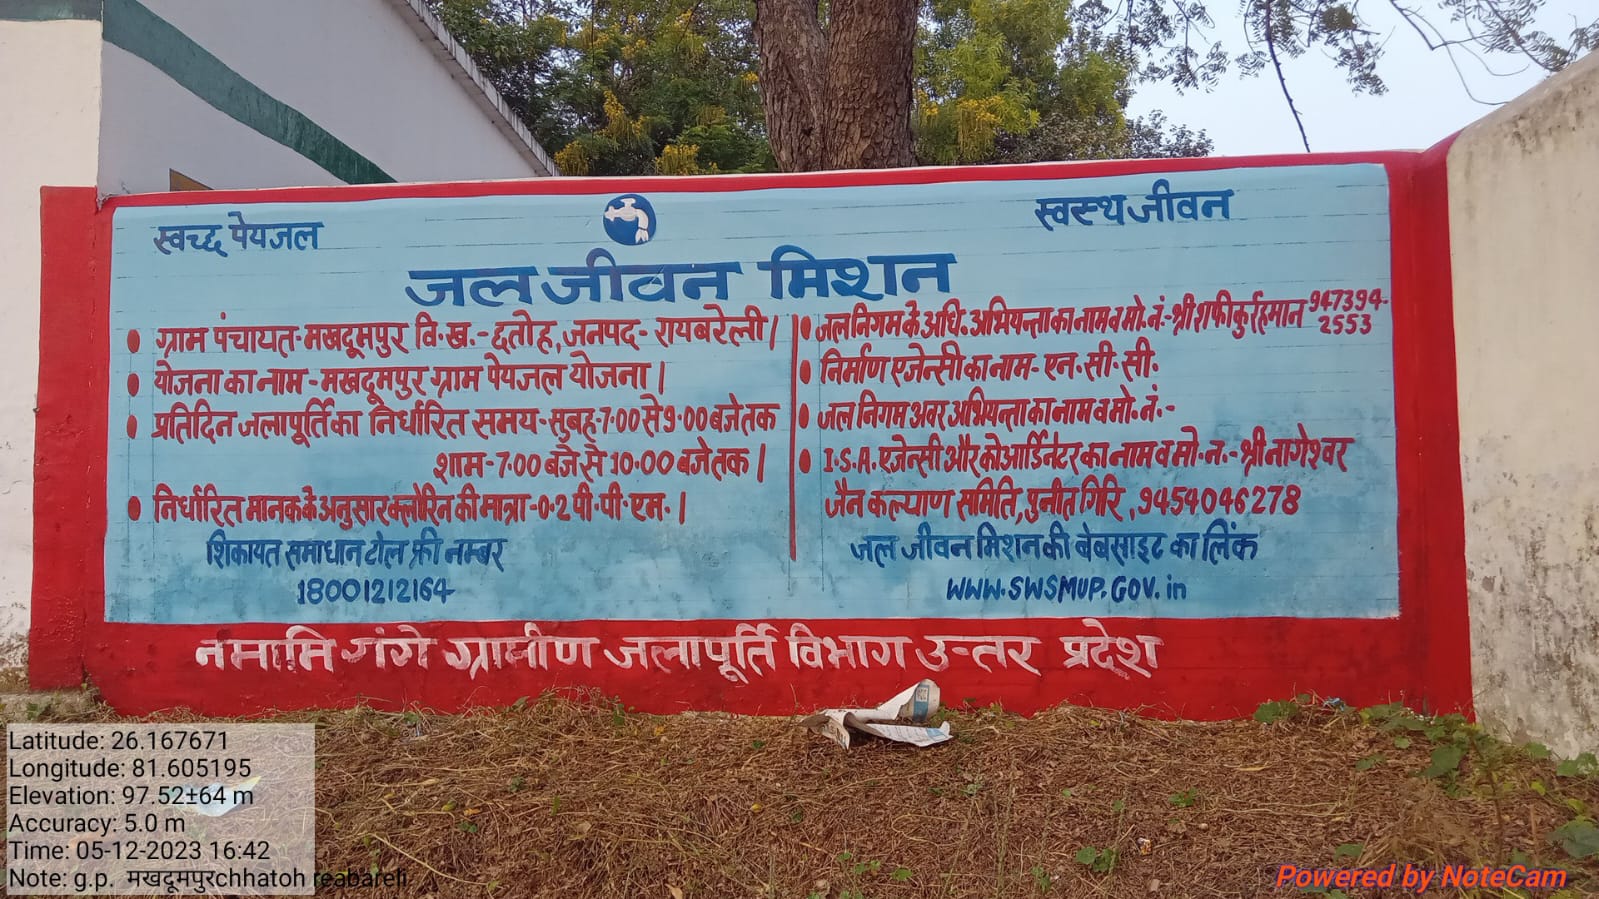 स्वच्छ पेयजल
स्वस्थ जीवन
जल जीवन मिशन
ग्राम पंचायत-मखदूमपुर वि.ख.-छतोह,जनपद-रायबरेली।
योजना का नाम-मखदूमपुर ग्राम पेयजल योजना।
प्रतिदिन जलापूर्ति का निर्धारित समय-सुबह-7.00 से 9.00 बजे तक
शाम-7.00 बजे से 10.00 बजे तक।
निर्धारित मानक के अनुसार क्लोरिन की मात्रा-0.2 पी.पी.एम.।
शिकायत समाधान टोल फ्री नम्बर
18001212164
जल निगम के अधि. अभियन्ता का नाम व मो.नं.-श्री शफीकुर्रहमान 947394-
2553
निर्माण एजेन्सी का नाम-एन.सी.सी.
जल निगम अवर अभियन्ता का नाम व मो.नं.-
I.S.A. एजेन्सी और कोआर्डिनेटर का नाम व मो.न.-श्री नागेश्वर
जैन कल्याण समिति,पुनीत गिरि,9454046278
जल जीवन मिशन की बेबसाइट का लिंक
WWW.SWSMUP.GOV.in
नमामि गंगे ग्रामीण जलापूर्ति विभाग उत्तर प्रदेश
Latitude: 26.167671
Longitude: 81.605195
Elevation: 97.52±64 m
Accuracy: 5.0 m
Time: 05-12-2023 16:42
Note: g.p. मखदूमपुरchhatoh reabareli
Powered by NoteCam